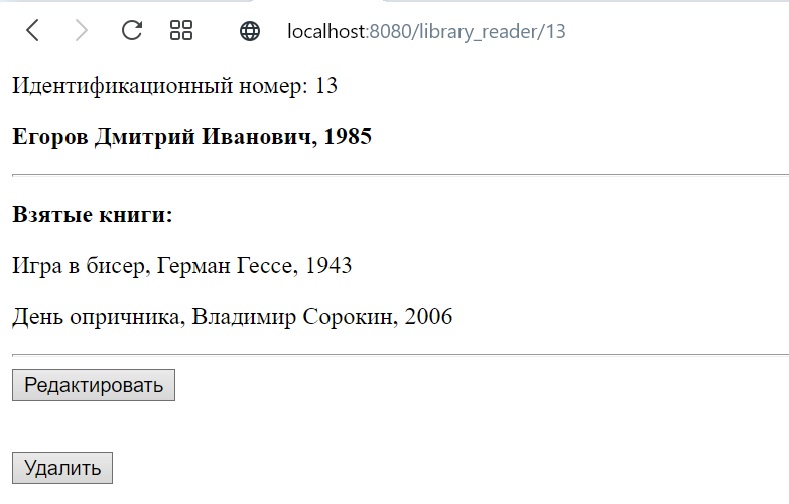 localhost:8080/library_reader/13
Идентификационный номер: 13
Егоров Дмитрий Иванович, 1985
Взятые книги:
Игра в бисер, Герман Гессе, 1943
День опричника, Владимир Сорокин, 2006
Редактировать
Удалить